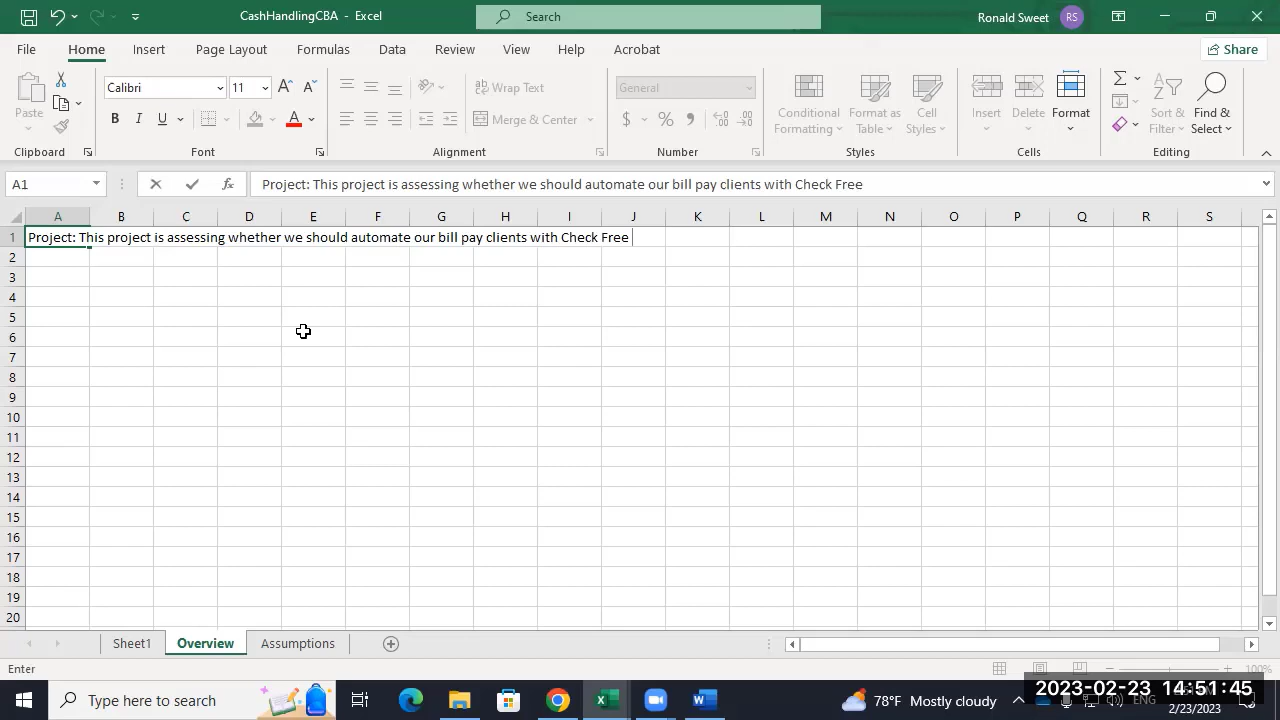 CashHandlingCBA - Excel
Search
Ronald Sweet RS
File Home Insert Page Layout Formulas Data Review View Help Acrobat Share
Paste
Clipboard
Calibri 11
B I U A
Font
ab Wrap Text
Merge & Center
Alignment
General
$ % 9
Number
Conditional Formatting
Format as Table
Cell Styles
Styles
Insert Delete Format
Cells
Sort & Filter
Find & Select
Editing
A1 fx Project: This project is assessing whether we should automate our bill pay clients with Check Free
A B C D E F G H I J K L M N O P Q R S
1 Project: This project is assessing whether we should automate our bill pay clients with Check Free
2
3
4
5
6
7
8
9
10
11
12
13
14
15
16
17
18
19
20
Sheet1 Overview Assumptions
Enter 100%
Type here to search
78°F Mostly cloudy
ENG
2023-02-23 14:51:45
2/23/2023